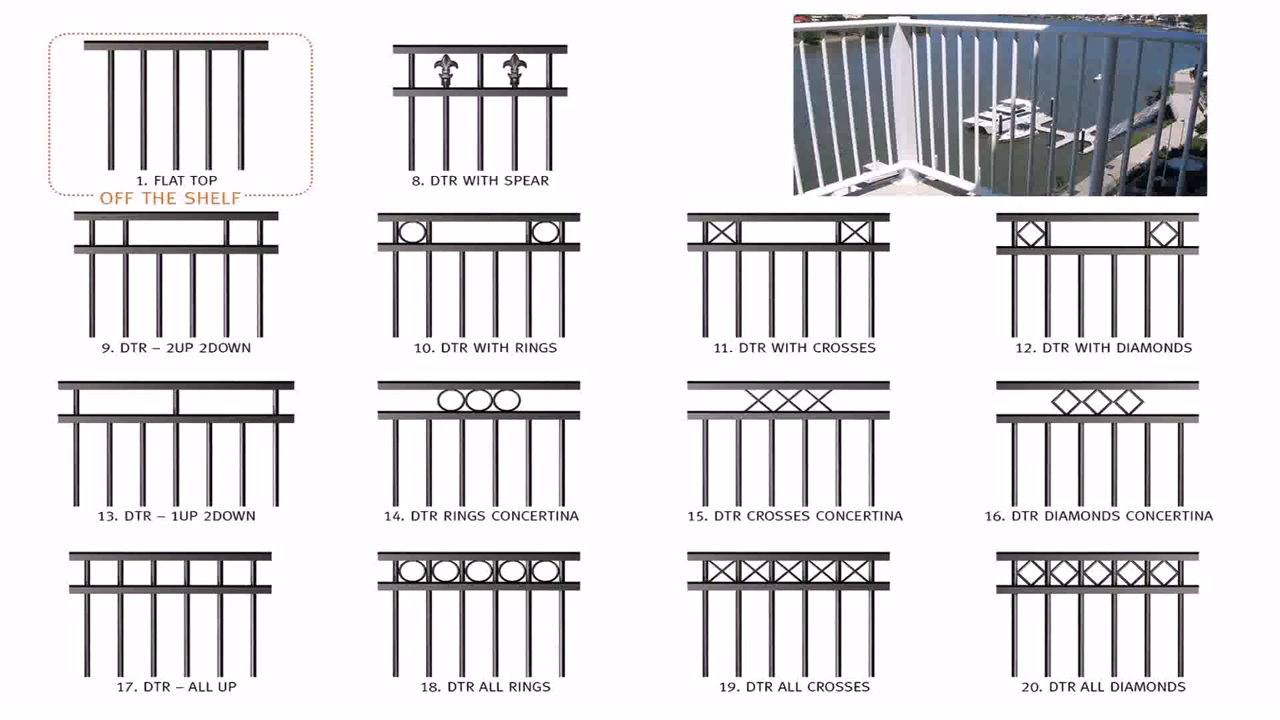 1. FLAT TOP
OFF THE SHELF
8. DTR WITH SPEAR
9. DTR – 2UP 2DOWN
10. DTR WITH RINGS
11. DTR WITH CROSSES
12. DTR WITH DIAMONDS
13. DTR – 1UP 2DOWN
14. DTR RINGS CONCERTINA
15. DTR CROSSES CONCERTINA
16. DTR DIAMONDS CONCERTINA
17. DTR – ALL UP
18. DTR ALL RINGS
19. DTR ALL CROSSES
20. DTR ALL DIAMONDS